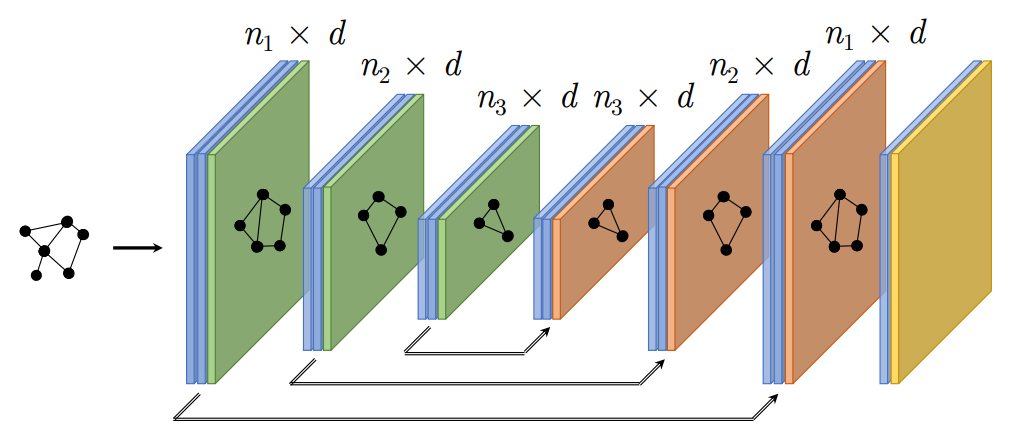 n₁ × d
n₂ × d
n₃ × d
n₃ × d
n₂ × d
n₁ × d